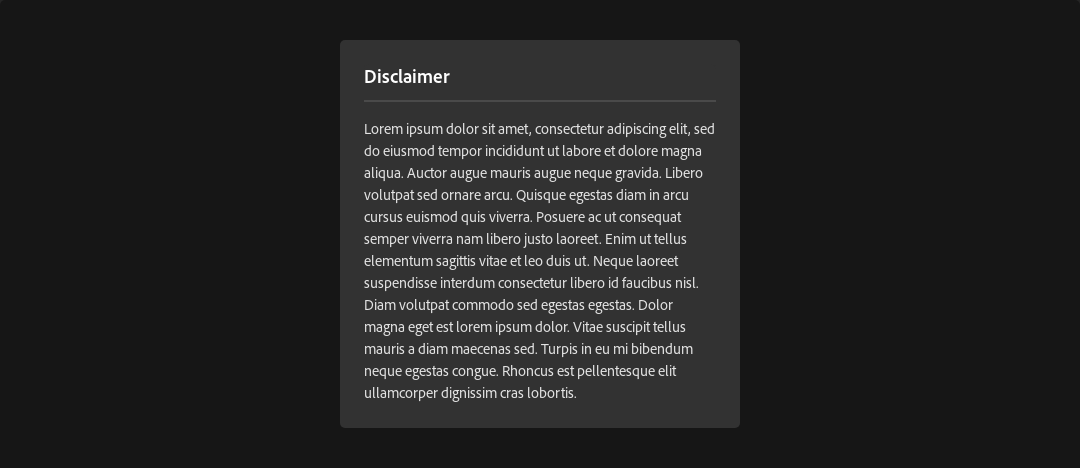 Disclaimer
Lorem ipsum dolor sit amet, consectetur adipiscing elit, sed
do eiusmod tempor incididunt ut labore et dolore magna
aliqua. Auctor augue mauris augue neque gravida. Libero
volutpat sed ornare arcu. Quisque egestas diam in arcu
cursus euismod quis viverra. Posuere ac ut consequat
semper viverra nam libero justo laoreet. Enim ut tellus
elementum sagittis vitae et leo duis ut. Neque laoreet
suspendisse interdum consectetur libero id faucibus nisl.
Diam volutpat commodo sed egestas egestas. Dolor
magna eget est lorem ipsum dolor. Vitae suscipit tellus
mauris a diam maecenas sed. Turpis in eu mi bibendum
neque egestas congue. Rhoncus est pellentesque elit
ullamcorper dignissim cras lobortis.